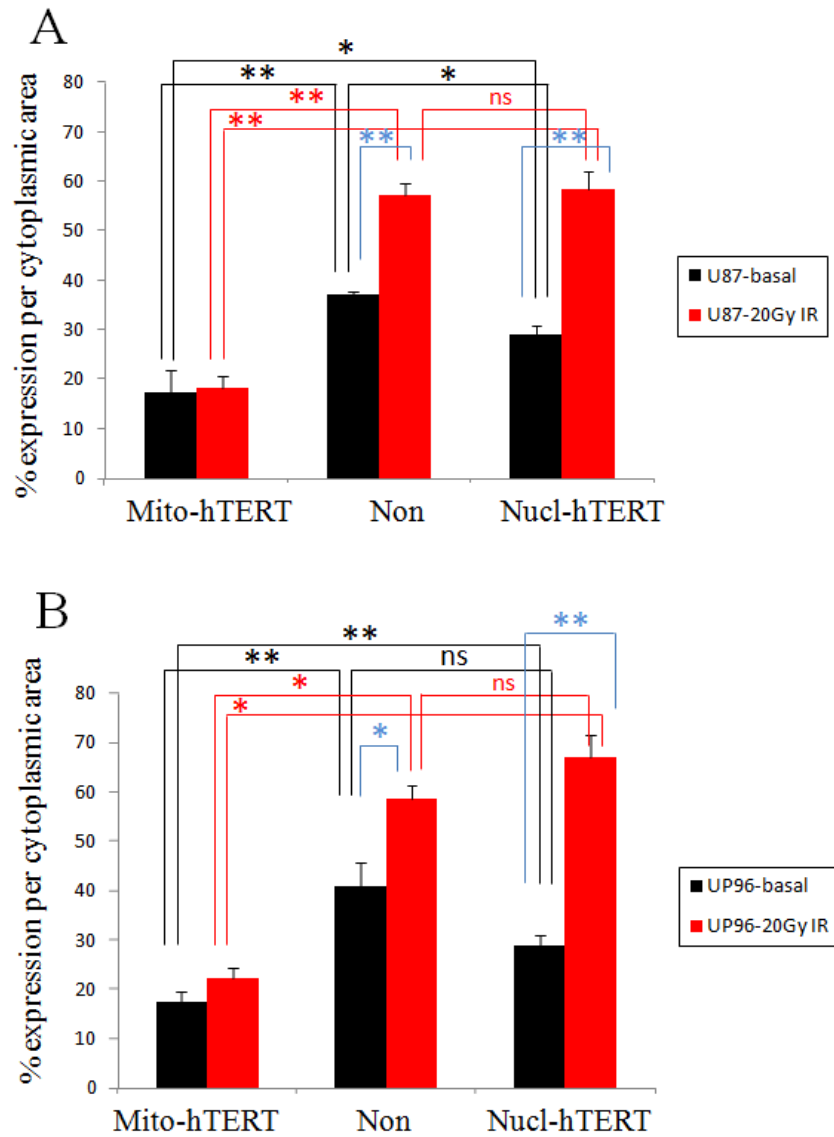 A
*
**
*
80
**
ns
70
**
**
**
60
50
40
30
20
10
0
% expression per cytoplasmic area
Mito-hTERT
Non
Nucl-hTERT
U87-basal
U87-20Gy IR
B
**
**
**
ns
80
*
ns
*
70
*
60
50
40
30
20
10
0
% expression per cytoplasmic area
Mito-hTERT
Non
Nucl-hTERT
UP96-basal
UP96-20Gy IR